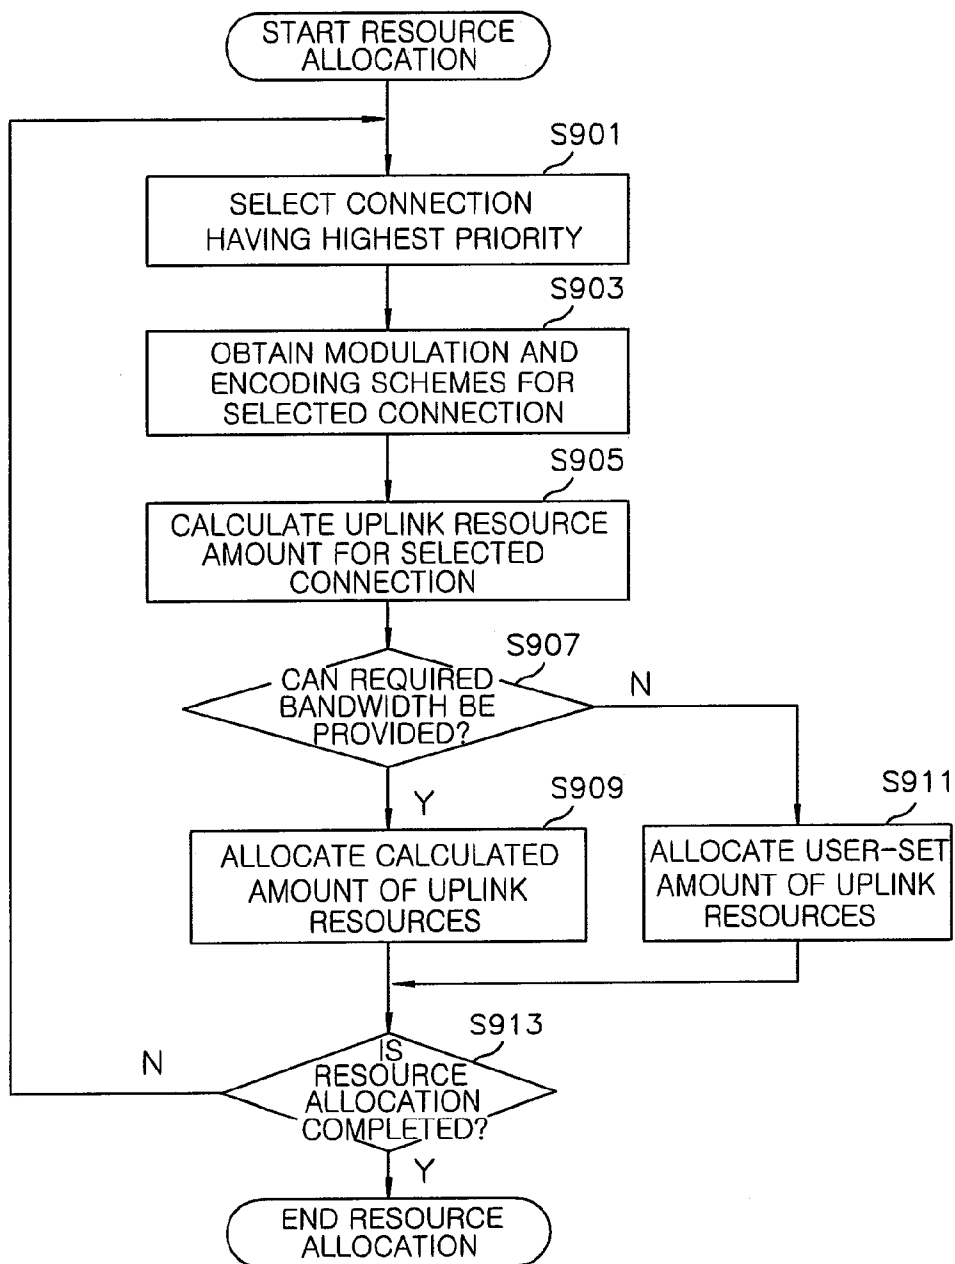 START RESOURCE
ALLOCATION
S901
SELECT CONNECTION
HAVING HIGHEST PRIORITY
S903
OBTAIN MODULATION AND
ENCODING SCHEMES FOR
SELECTED CONNECTION
S905
CALCULATE UPLINK RESOURCE
AMOUNT FOR SELECTED
CONNECTION
S907
CAN REQUIRED
BANDWIDTH BE
PROVIDED?
N
Y
S909
ALLOCATE CALCULATED
AMOUNT OF UPLINK
RESOURCES
S911
ALLOCATE USER-SET
AMOUNT OF UPLINK
RESOURCES
S913
IS
RESOURCE
ALLOCATION
COMPLETED?
N
Y
END RESOURCE
ALLOCATION